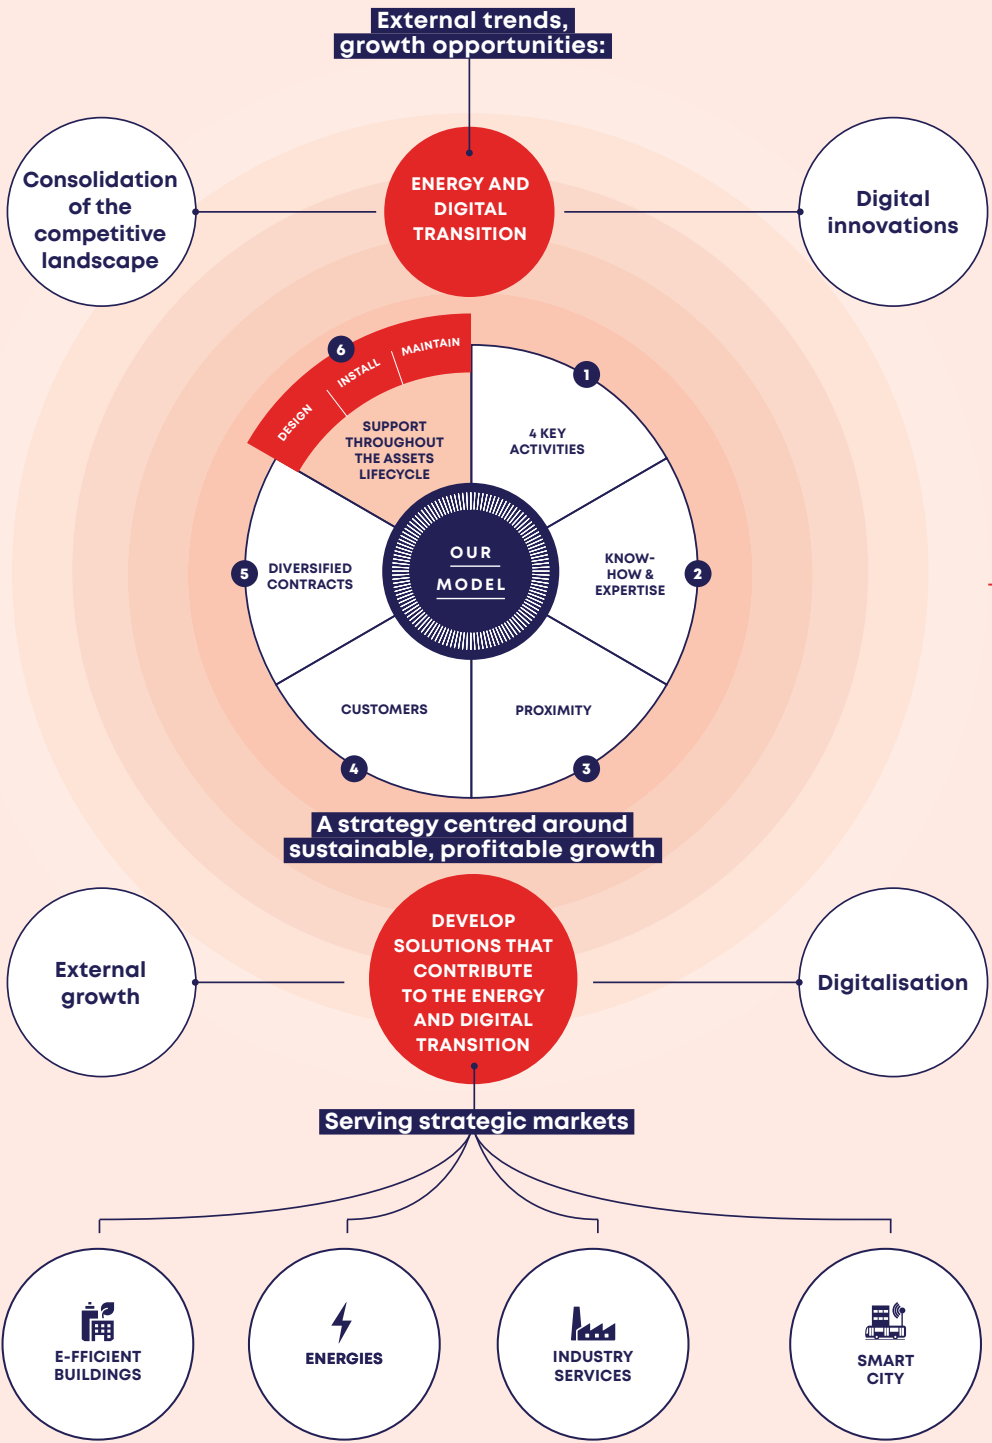 External trends,
growth opportunities:
Consolidation
of the
competitive
landscape
ENERGY AND
DIGITAL
TRANSITION
Digital
innovations
6
DESIGN
INSTALL
MAINTAIN
SUPPORT
THROUGHOUT
THE ASSETS
LIFECYCLE
1
4 KEY
ACTIVITIES
2
KNOW-
HOW &
EXPERTISE
3
PROXIMITY
4
CUSTOMERS
5
DIVERSIFIED
CONTRACTS
OUR
MODEL
A strategy centred around
sustainable, profitable growth
External
growth
DEVELOP
SOLUTIONS THAT
CONTRIBUTE
TO THE ENERGY
AND DIGITAL
TRANSITION
Digitalisation
Serving strategic markets
E-FFICIENT
BUILDINGS
ENERGIES
INDUSTRY
SERVICES
SMART
CITY